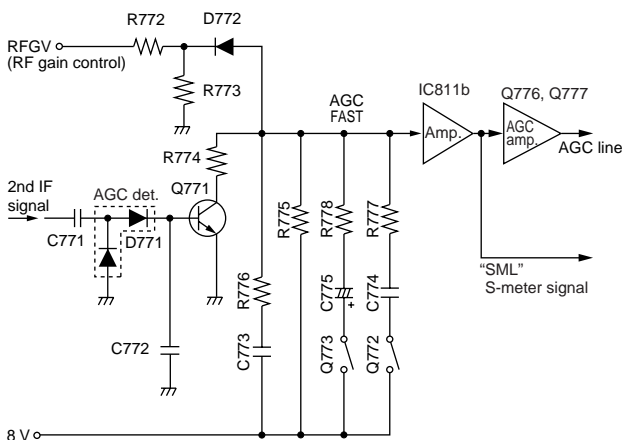 R772
D772
RFGV
(RF gain control)
R773
AGC
FAST
IC811b
Q776, Q777
Amp.
AGC
amp.
AGC line
R774
2nd IF
signal
AGC det.
Q771
C771
D771
R775
R778
R777
R776
C775
+
C774
"SML"
S-meter signal
C772
C773
Q773
Q772
8 V